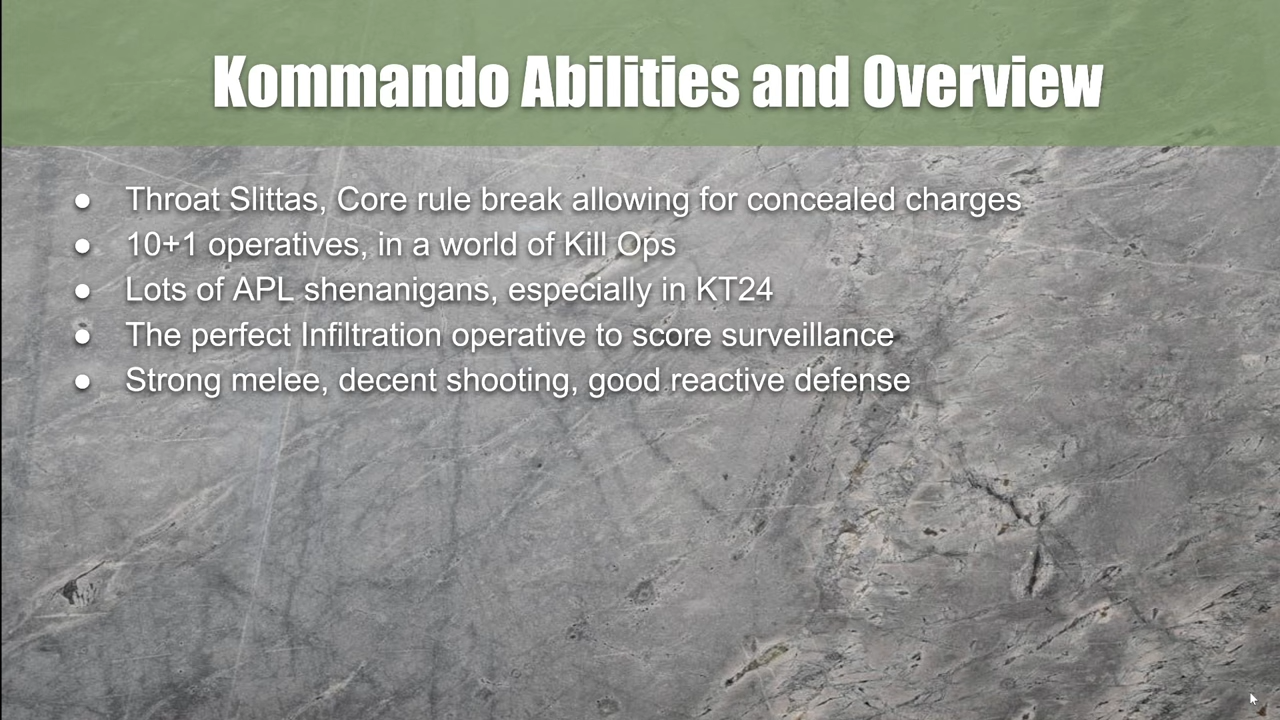 Kommando Abilities and Overview
● Throat Slittas, Core rule break allowing for concealed charges
● 10+1 operatives, in a world of Kill Ops
● Lots of APL shenanigans, especially in KT24
● The perfect Infiltration operative to score surveillance
● Strong melee, decent shooting, good reactive defense